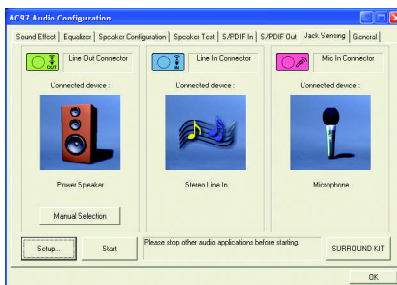 AC97 Audio Configuration
Sound Effect Equalizer Speaker Configuration Speaker Test S/PDIF In S/PDIF Out Jack Sensing General
OUT Line Out Connector
IN Line In Connector
Mic In Connector
Connected device :
Connected device :
Connected device :
Power Speaker
Stereo Line In
Microphone
Manual Selection
Setup...
Start
Please stop other audio applications before starting.
SURROUND KIT
OK